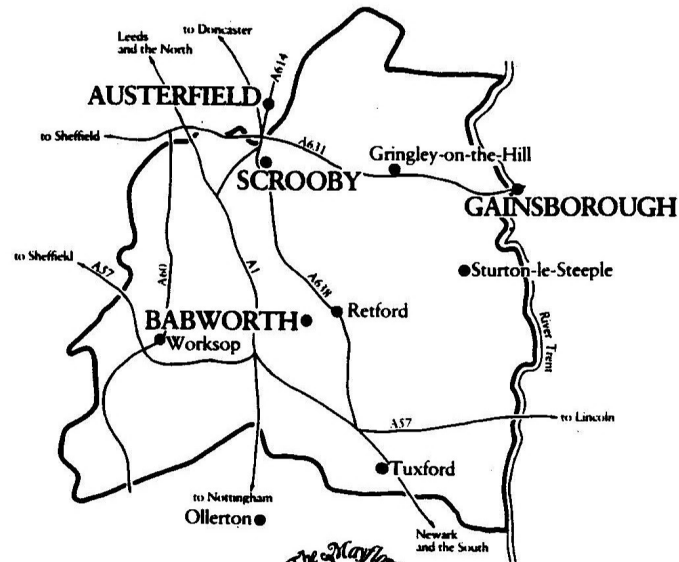 to Doncaster
Leeds
and the North
A614
AUSTERFIELD
to Sheffield
A631
Gringley-on-the-Hill
SCROOBY
GAINSBOROUGH
to Sheffield
A57
A60
A1
A638
Sturton-le-Steeple
BABWORTH
Retford
Worksop
River Trent
to Lincoln
A57
Tuxford
to Nottingham
Ollerton
Newark
and the South
The